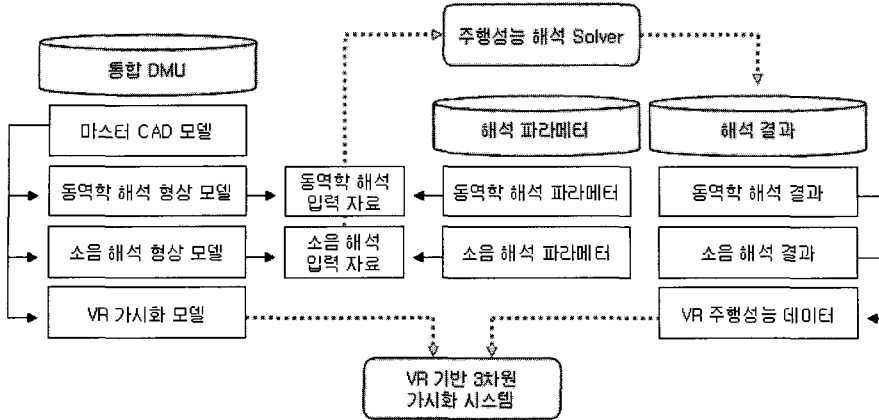 주행성능 해석 Solver
통합 DMU
해석 파라메터
해석 결과
마스터 CAD 모델
동역학 해석 형상 모델
동역학 해석
입력 자료
동역학 해석 파라메터
동역학 해석 결과
소음 해석 형상 모델
소음 해석
입력 자료
소음 해석 파라메터
소음 해석 결과
VR 가시화 모델
VR 주행성능 데이터
VR 기반 3차원
가시화 시스템